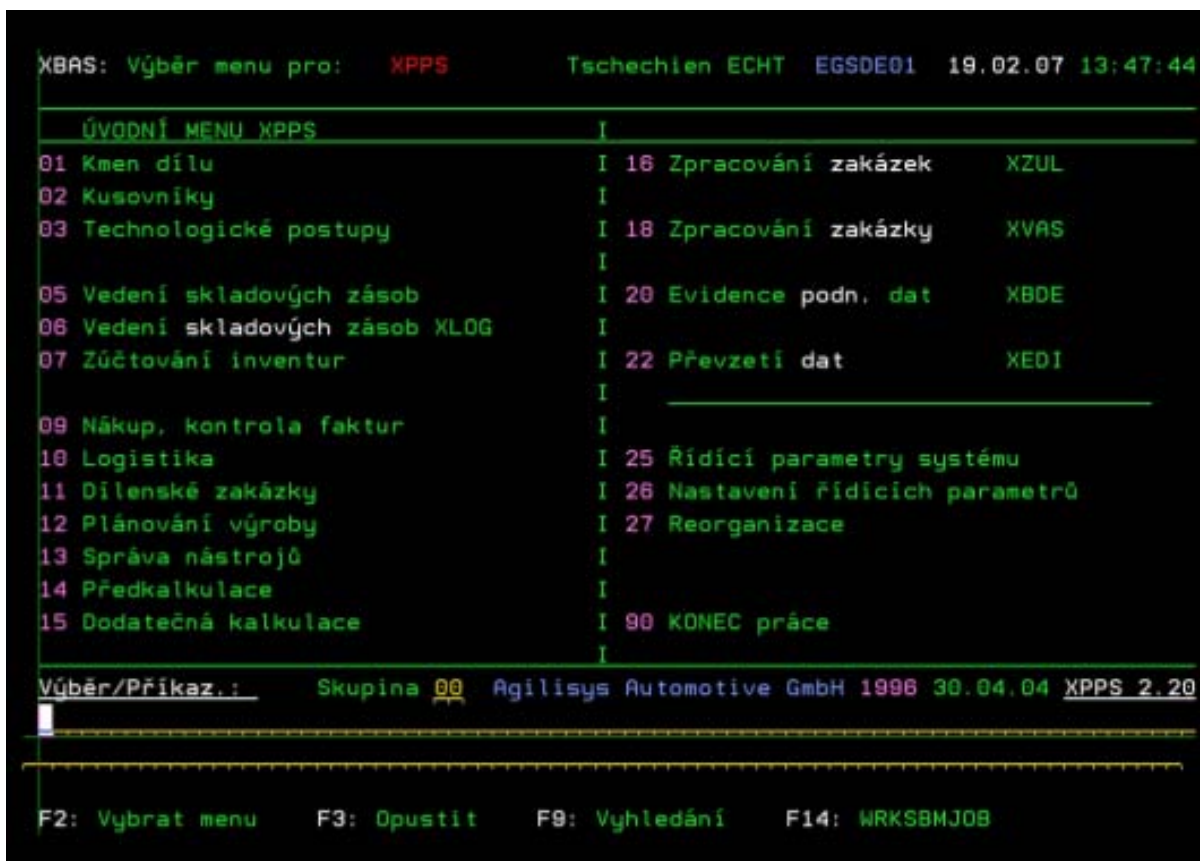 XBAS: Výběr menu pro: XPPS Tschechien ECHT EGSDE01 19.02.07 13:47:44
ÚVODNÍ MENU XPPS I
01 Kmen dílu I 16 Zpracování zakázek XZUL
02 Kusovníky I
03 Technologické postupy I 18 Zpracování zakázky XVAS
I
05 Vedení skladových zásob I 20 Evidence podn. dat XBDE
06 Vedení skladových zásob XLOG I
07 Zúčtování inventur I 22 Převzetí dat XEDI
I
09 Nákup, kontrola faktur I
10 Logistika I 25 Řídící parametry systému
11 Dílenské zakázky I 26 Nastavení řídících parametrů
12 Plánování výroby I 27 Reorganizace
13 Správa nástrojů I
14 Předkalkulace I
15 Dodatečná kalkulace I 90 KONEC práce
I
Výběr/Příkaz.: Skupina 00 Agilisys Automotive GmbH 1996 30.04.04 XPPS 2.20
F2: Vybrat menu F3: Opustit F9: Vyhledání F14: WRKSBMJOB